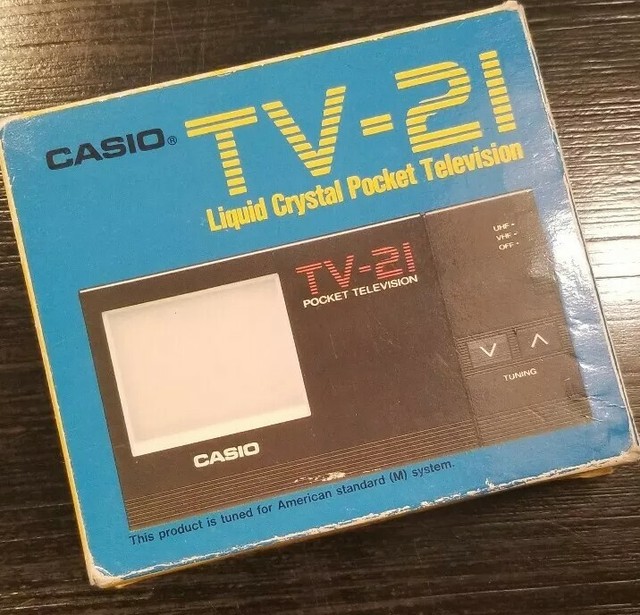 CASIO® TV-21
Liquid Crystal Pocket Television
TV-21
POCKET TELEVISION
UHF -
VHF -
OFF -
TUNING
CASIO
This product is tuned for American standard (M) system.